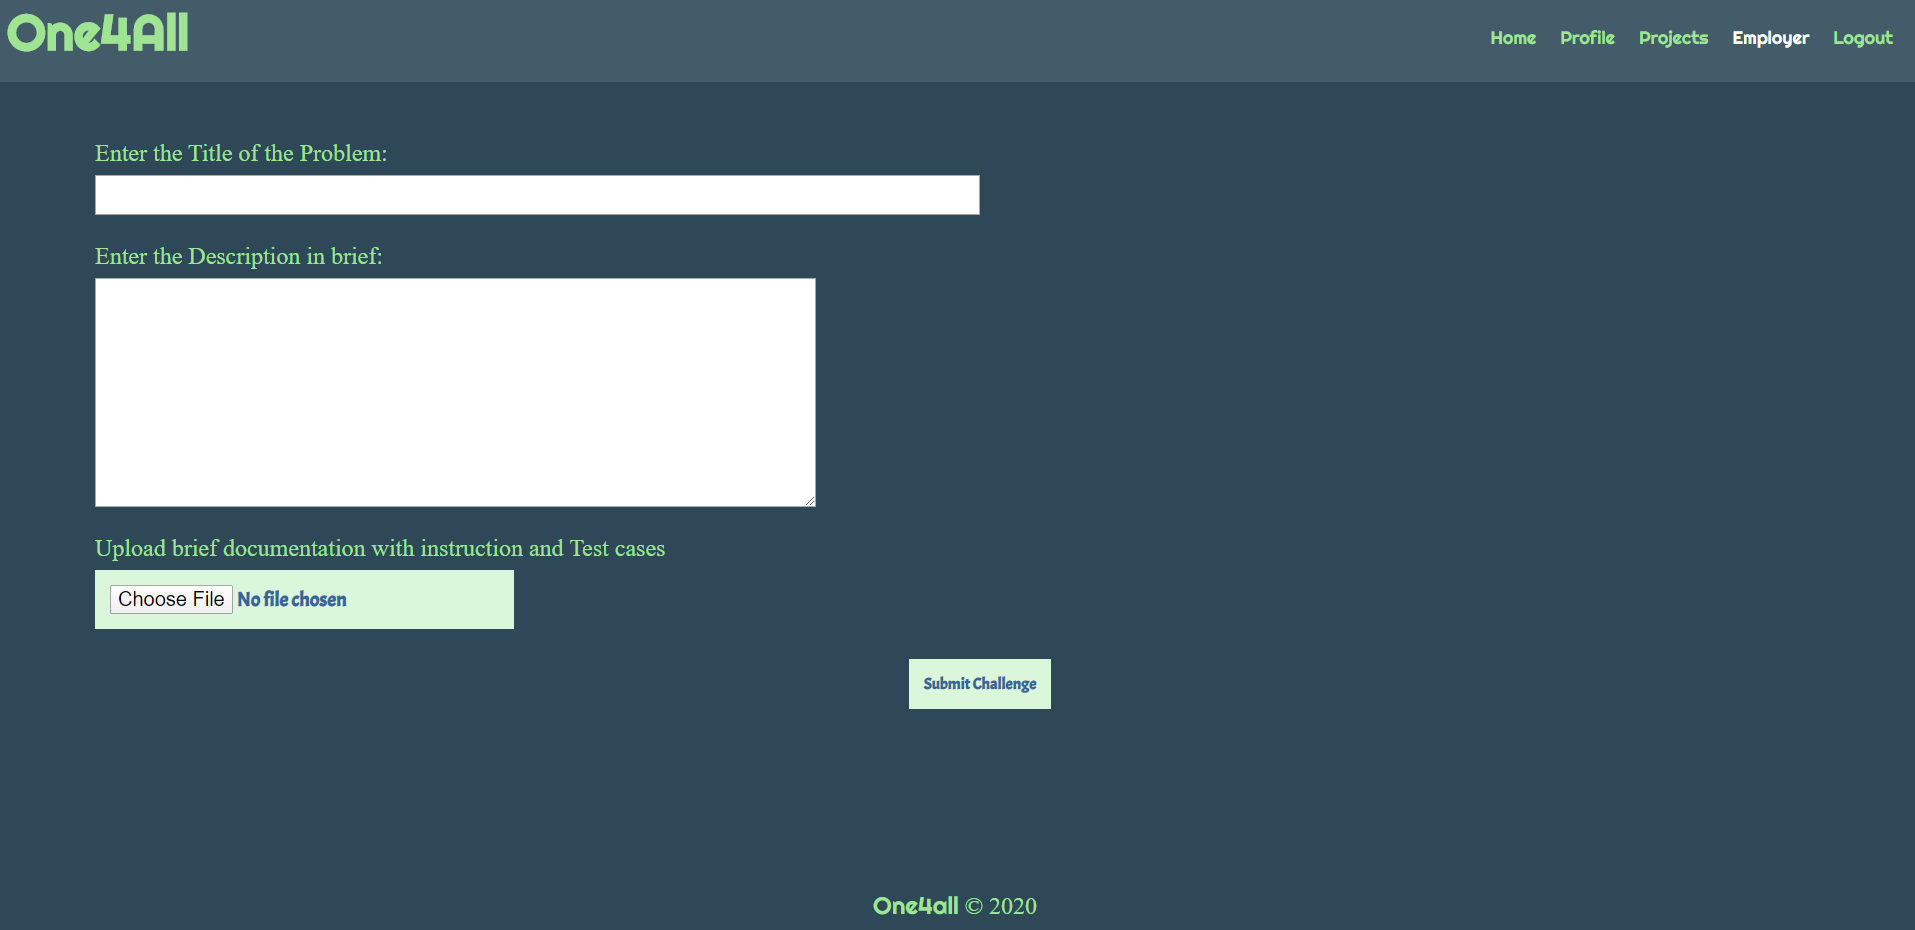 One4All
Home Profile Projects Employer Logout
Enter the Title of the Problem:
Enter the Description in brief:
Upload brief documentation with instruction and Test cases
Choose File No file chosen
Submit Challenge
One4all © 2020